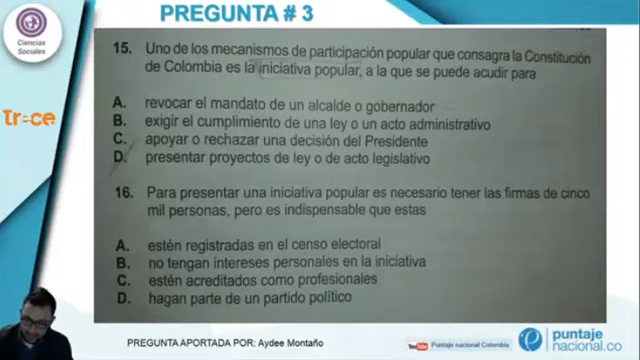 PREGUNTA # 3
Ciencias
Sociales
15. Uno de los mecanismos de participación popular que consagra la Constitución
de Colombia es la iniciativa popular, a la que se puede acudir para
A. revocar el mandato de un alcalde o gobernador
B. exigir el cumplimiento de una ley o un acto administrativo
C. apoyar o rechazar una decisión del Presidente
D. presentar proyectos de ley o de acto legislativo
16. Para presentar una iniciativa popular es necesario tener las firmas de cinco
mil personas, pero es indispensable que estas
A. estén registradas en el censo electoral
B. no tengan intereses personales en la iniciativa
C. estén acreditados como profesionales
D. hagan parte de un partido político
PREGUNTA APORTADA POR: Aydee Montaño
You Tube Puntaje nacional Colombia
puntaje
nacional.co